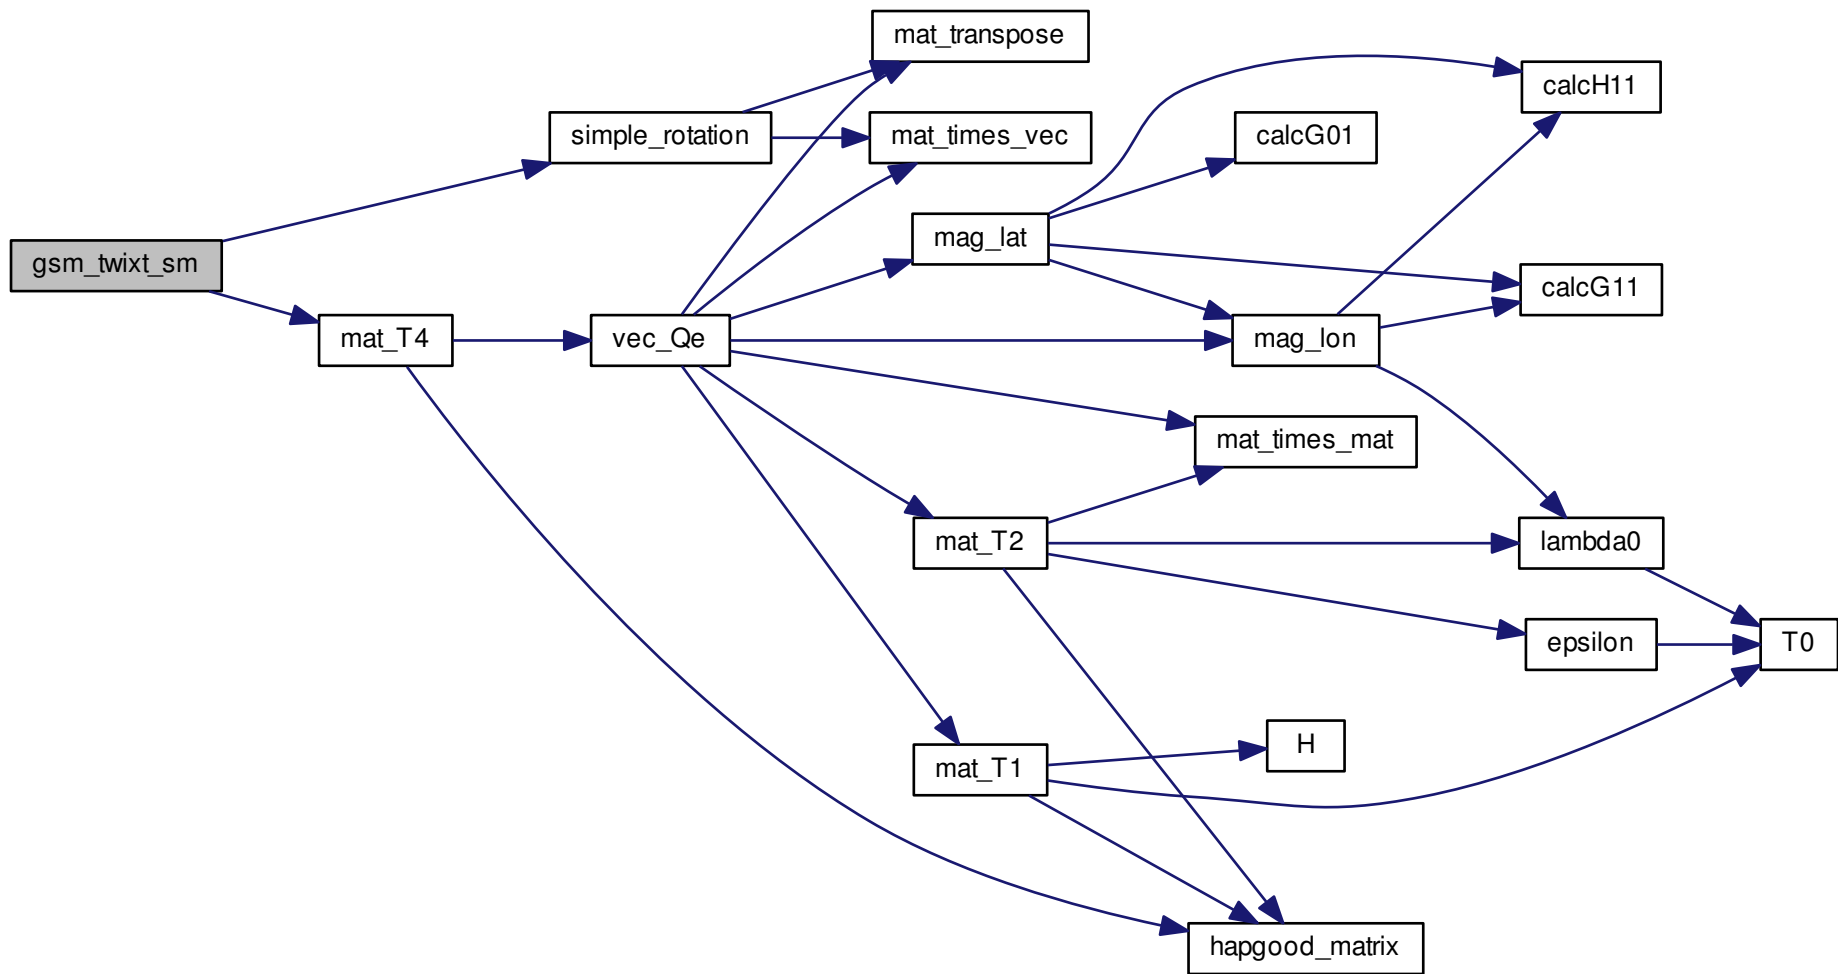 mat_transpose
calcH11
simple_rotation
mat_times_vec
calcG01
mag_lat
gsm_twixt_sm
calcG11
mat_T4
vec_Qe
mag_lon
mat_times_mat
mat_T2
lambda0
epsilon
T0
H
mat_T1
hapgood_matrix